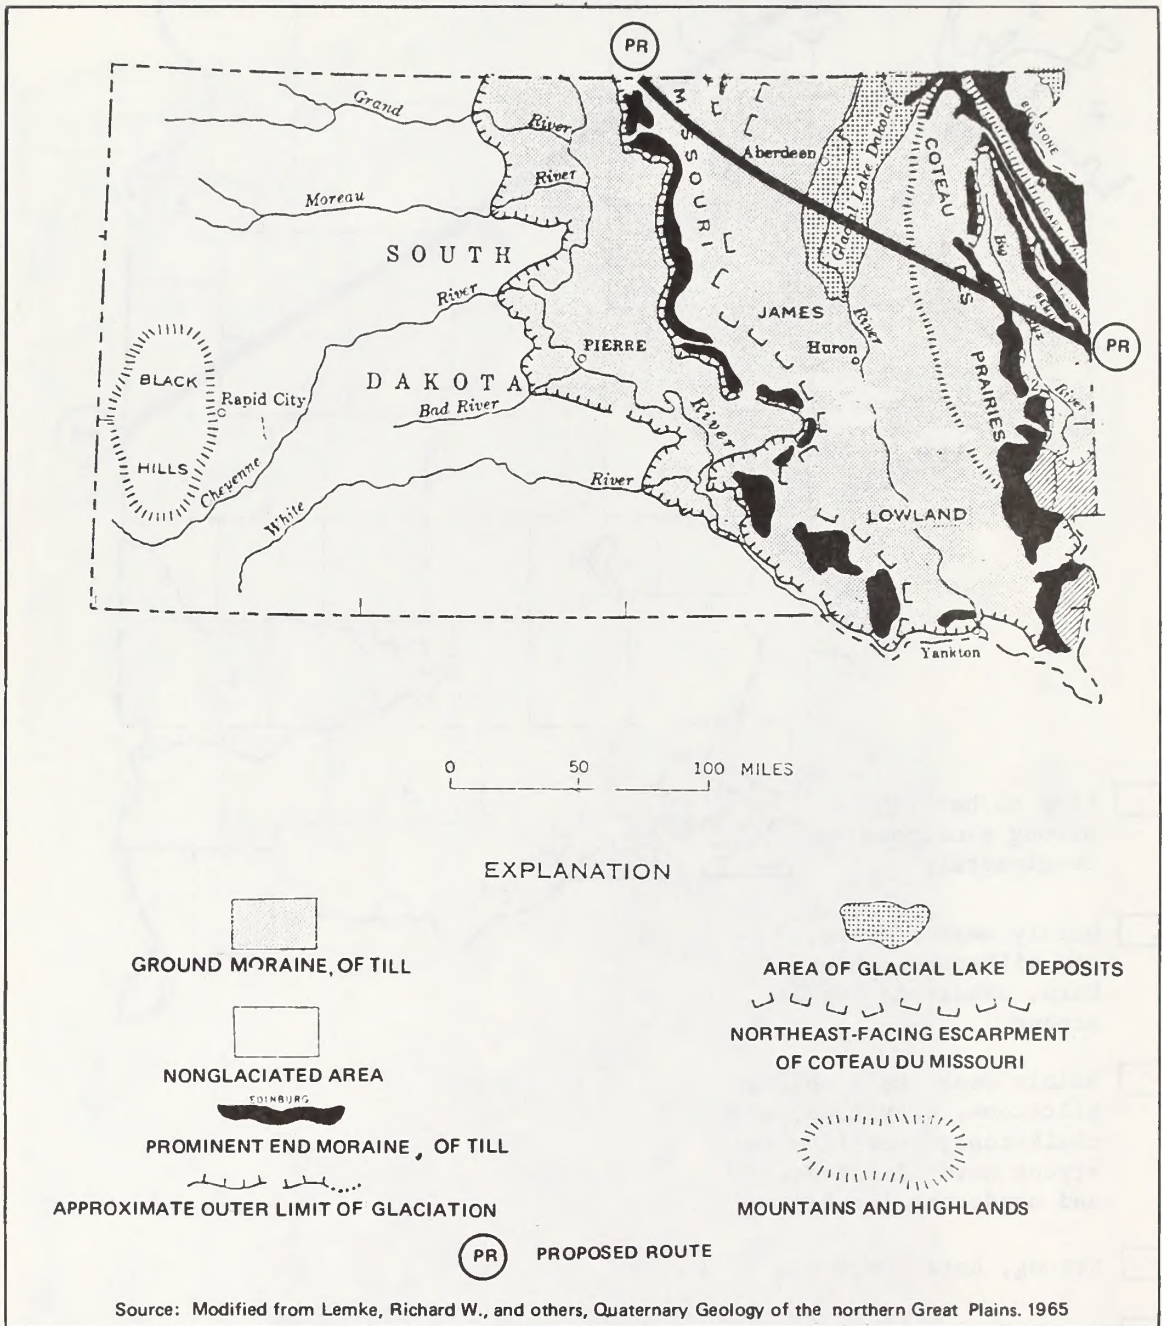 PR
Grand
River
MISSOURI
Aberdeen
Glacial Lake Dakota
COTEAU
BIG STONE
River
Moreau
SOUTH
River
Big
DES
JAMES
River
Huron
PIERRE
PR
BLACK
Rapid City
DAKOTA
Bad River
River
PRAIRIES
River
HILLS
Cheyenne
White
River
LOWLAND
Yankton
0 50 100 MILES
EXPLANATION
GROUND MORAINE, OF TILL
AREA OF GLACIAL LAKE DEPOSITS
NONGLACIATED AREA
NORTHEAST-FACING ESCARPMENT
OF COTEAU DU MISSOURI
EDINBURG
PROMINENT END MORAINE, OF TILL
APPROXIMATE OUTER LIMIT OF GLACIATION
MOUNTAINS AND HIGHLANDS
PR PROPOSED ROUTE
Source: Modified from Lemke, Richard W., and others, Quaternary Geology of the northern Great Plains. 1965